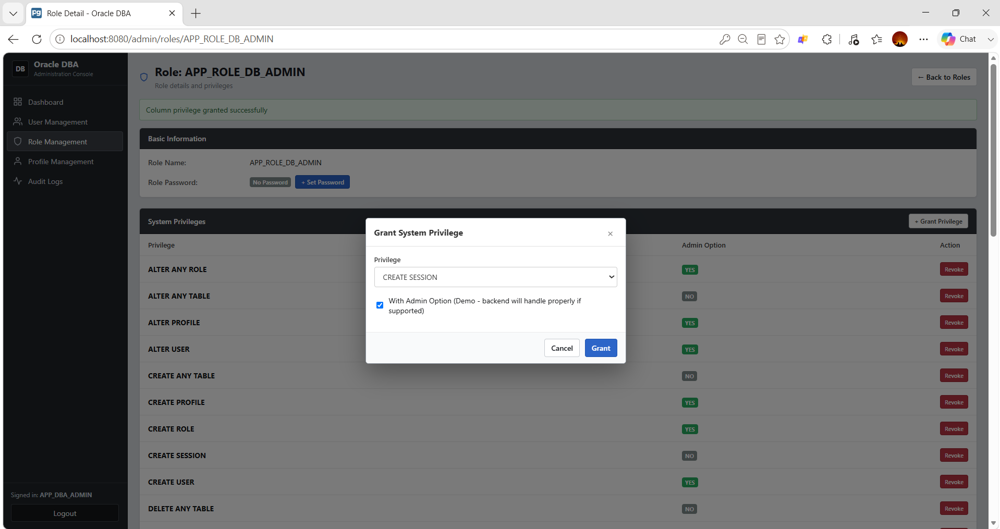 Role Detail - Oracle DBA
localhost:8080/admin/roles/APP_ROLE_DB_ADMIN
Chat
DB
Oracle DBA
Administration Console
Dashboard
User Management
Role Management
Profile Management
Audit Logs
Signed in: APP_DBA_ADMIN
Logout
Role: APP_ROLE_DB_ADMIN
Role details and privileges
← Back to Roles
Column privilege granted successfully
Basic Information
Role Name: APP_ROLE_DB_ADMIN
Role Password: No Password + Set Password
System Privileges + Grant Privilege
Privilege Admin Option Action
ALTER ANY ROLE YES Revoke
ALTER ANY TABLE NO Revoke
ALTER PROFILE YES Revoke
ALTER USER YES Revoke
CREATE ANY TABLE NO Revoke
CREATE PROFILE YES Revoke
CREATE ROLE YES Revoke
CREATE SESSION NO Revoke
CREATE USER YES Revoke
DELETE ANY TABLE NO Revoke
Grant System Privilege ×
Privilege
CREATE SESSION
With Admin Option (Demo - backend will handle properly if
supported)
Cancel Grant